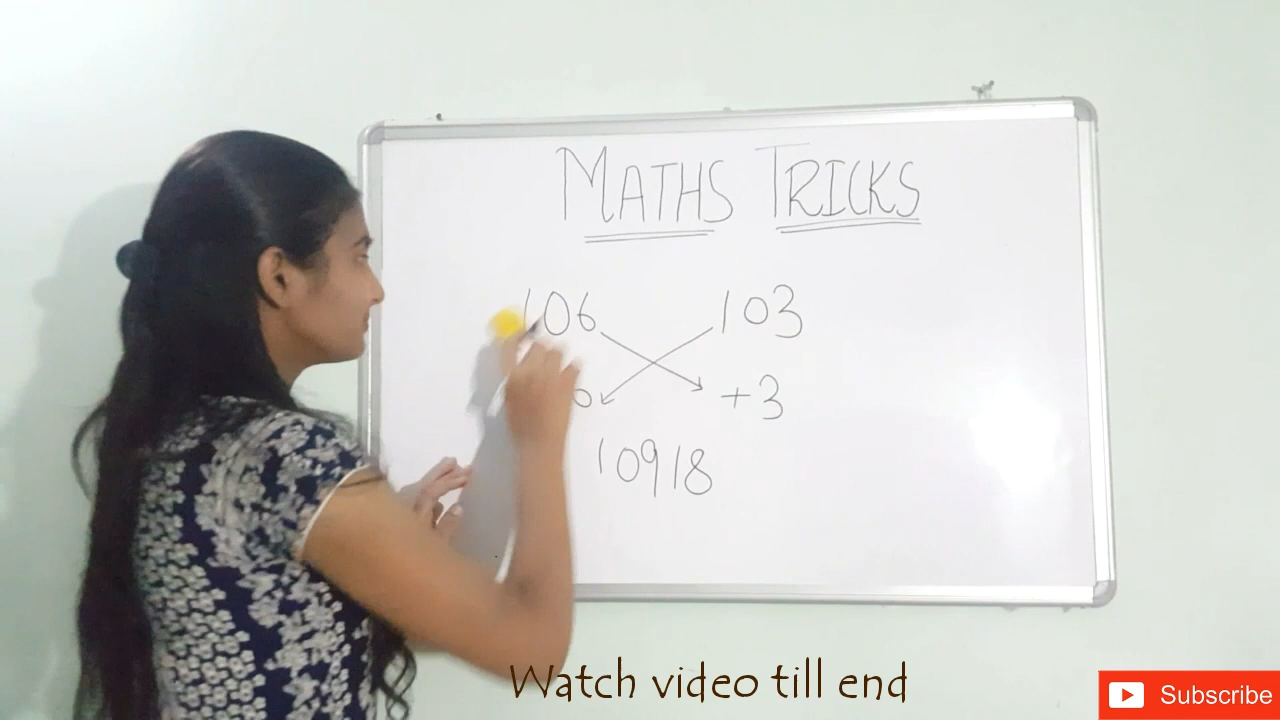 MATHS TRICKS
106 103
+3
10918
Watch video till end
Subscribe